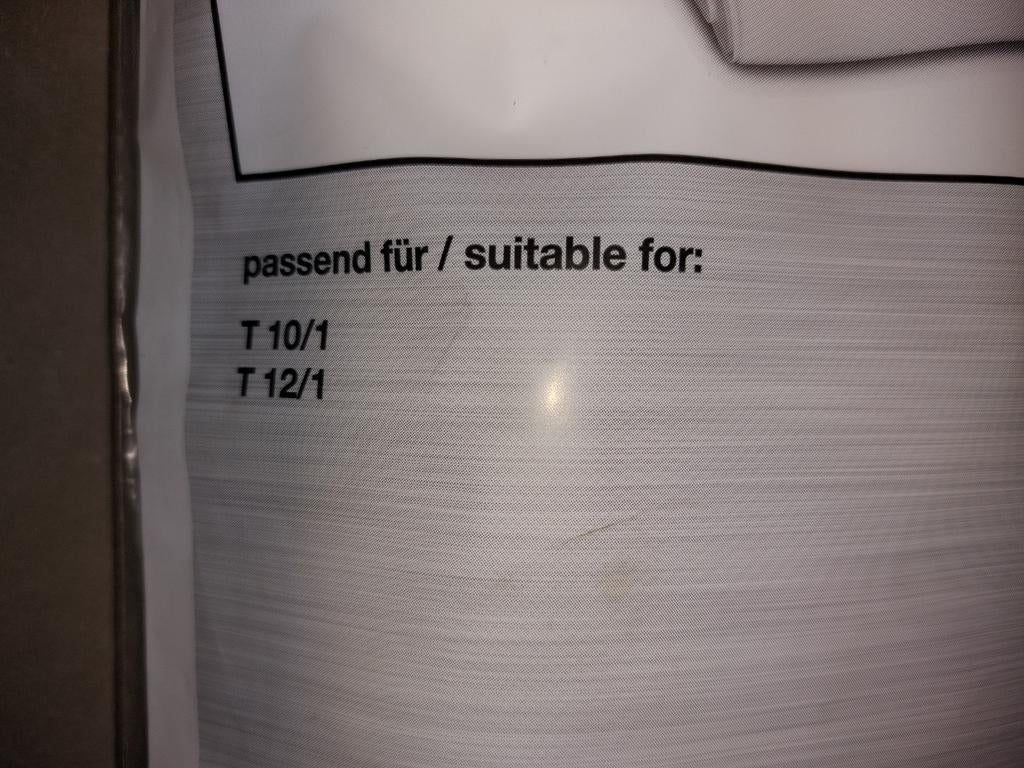 passend für / suitable for:
T 10/1
T 12/1